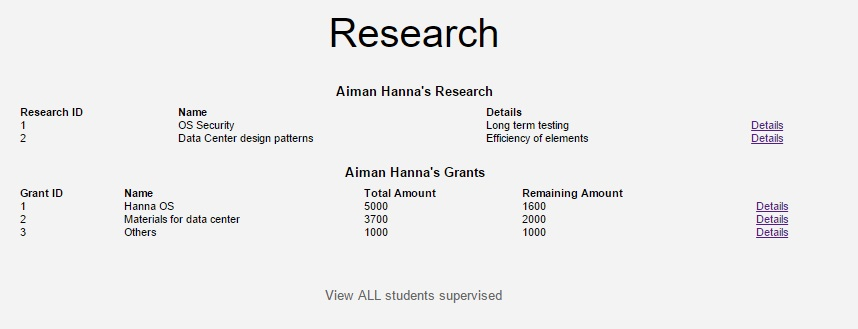 Research
Aiman Hanna's Research
Research ID Name Details
1 OS Security Long term testing Details
2 Data Center design patterns Efficiency of elements Details
Aiman Hanna's Grants
Grant ID Name Total Amount Remaining Amount
1 Hanna OS 5000 1600 Details
2 Materials for data center 3700 2000 Details
3 Others 1000 1000 Details
View ALL students supervised